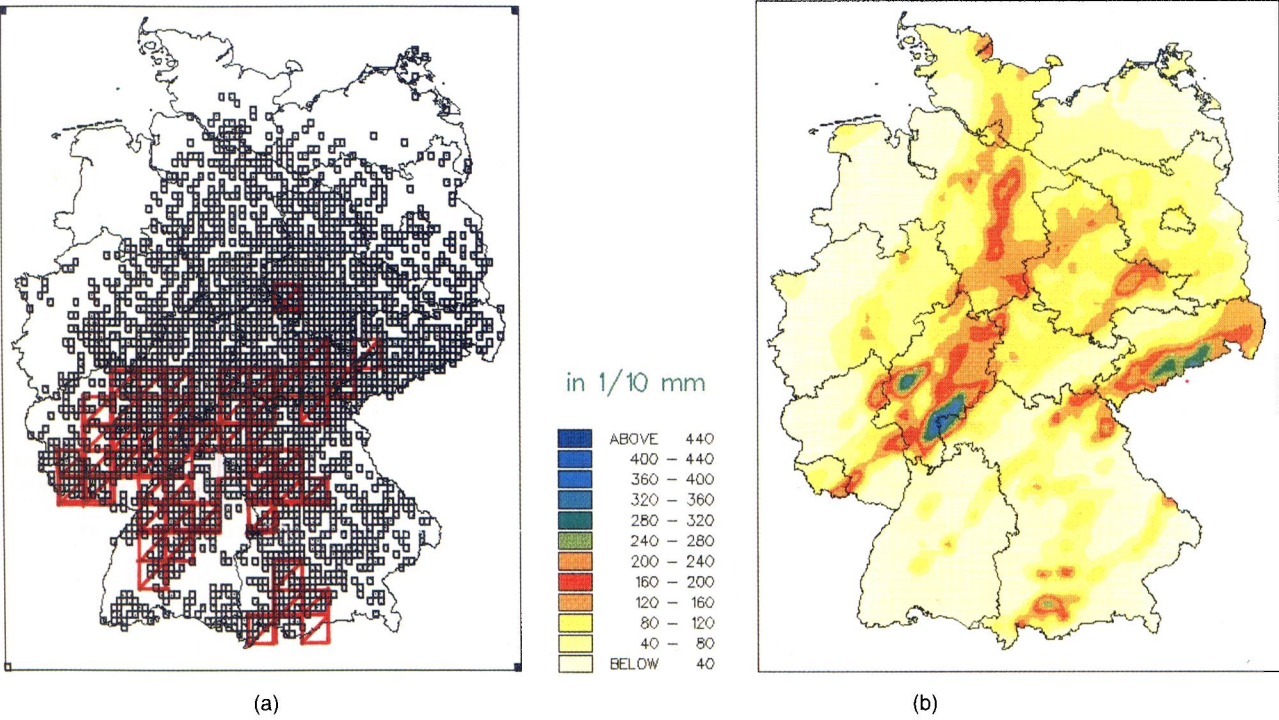 in 1/10 mm
ABOVE 440
400 – 440
360 – 400
320 – 360
280 – 320
240 – 280
200 – 240
160 – 200
120 – 160
80 – 120
40 – 80
BELOW 40
(a)
(b)